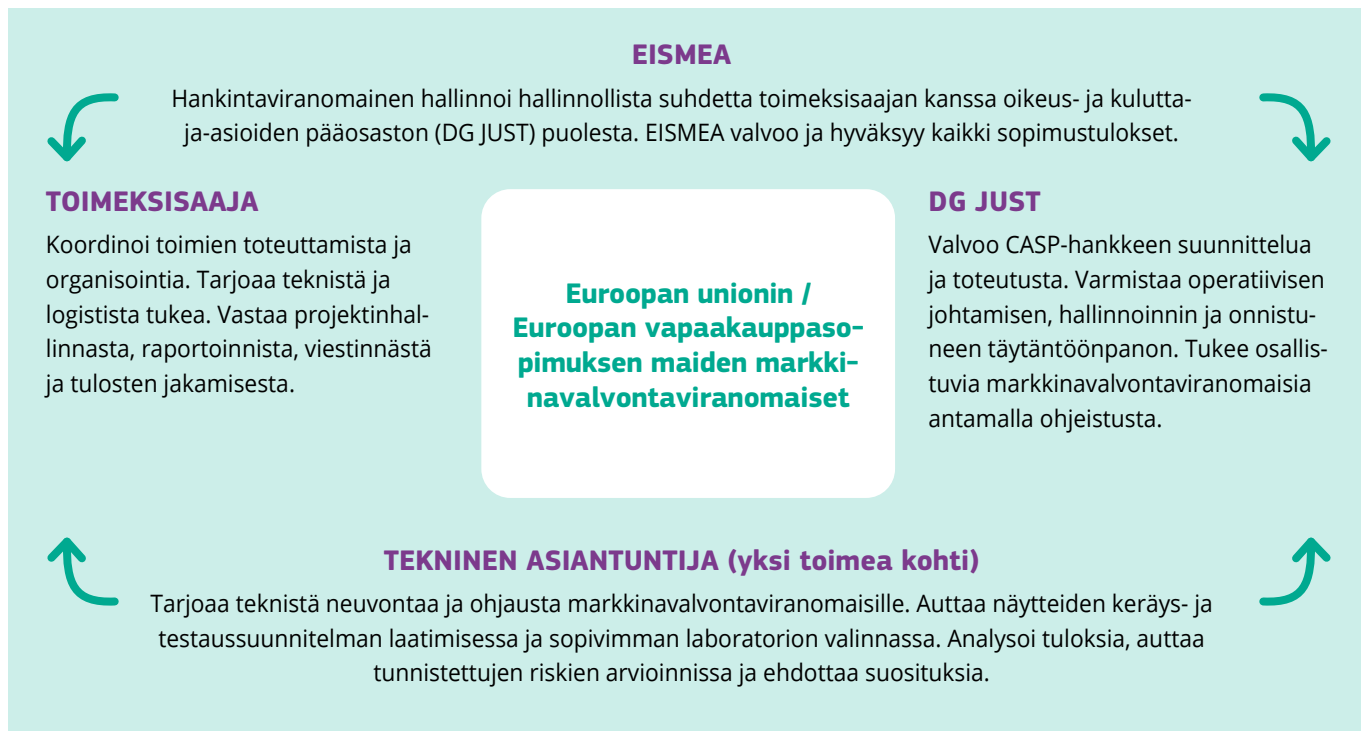 EISMEA
Hankintaviranomainen hallinnoi hallinnollista suhdetta toimeksisaajan kanssa oikeus- ja kulutta-
ja-asioiden pääosaston (DG JUST) puolesta. EISMEA valvoo ja hyväksyy kaikki sopimustulokset.
TOIMEKSISAAJA
Koordinoi toimien toteuttamista ja
organisointia. Tarjoaa teknistä ja
logistista tukea. Vastaa projektinhal-
linnasta, raportoinnista, viestinnästä
ja tulosten jakamisesta.
Euroopan unionin /
Euroopan vapaakauppaso-
pimuksen maiden markki-
navalvontaviranomaiset
DG JUST
Valvoo CASP-hankkeen suunnittelua
ja toteutusta. Varmistaa operatiivisen
johtamisen, hallinnoinnin ja onnistu-
neen täytäntöönpanon. Tukee osallis-
tuvia markkinavalvontaviranomaisia
antamalla ohjeistusta.
TEKNINEN ASIANTUNTIJA (yksi toimea kohti)
Tarjoaa teknistä neuvontaa ja ohjausta markkinavalvontaviranomaisille. Auttaa näytteiden keräys- ja
testaussuunnitelman laatimisessa ja sopivimman laboratorion valinnassa. Analysoi tuloksia, auttaa
tunnistettujen riskien arvioinnissa ja ehdottaa suosituksia.